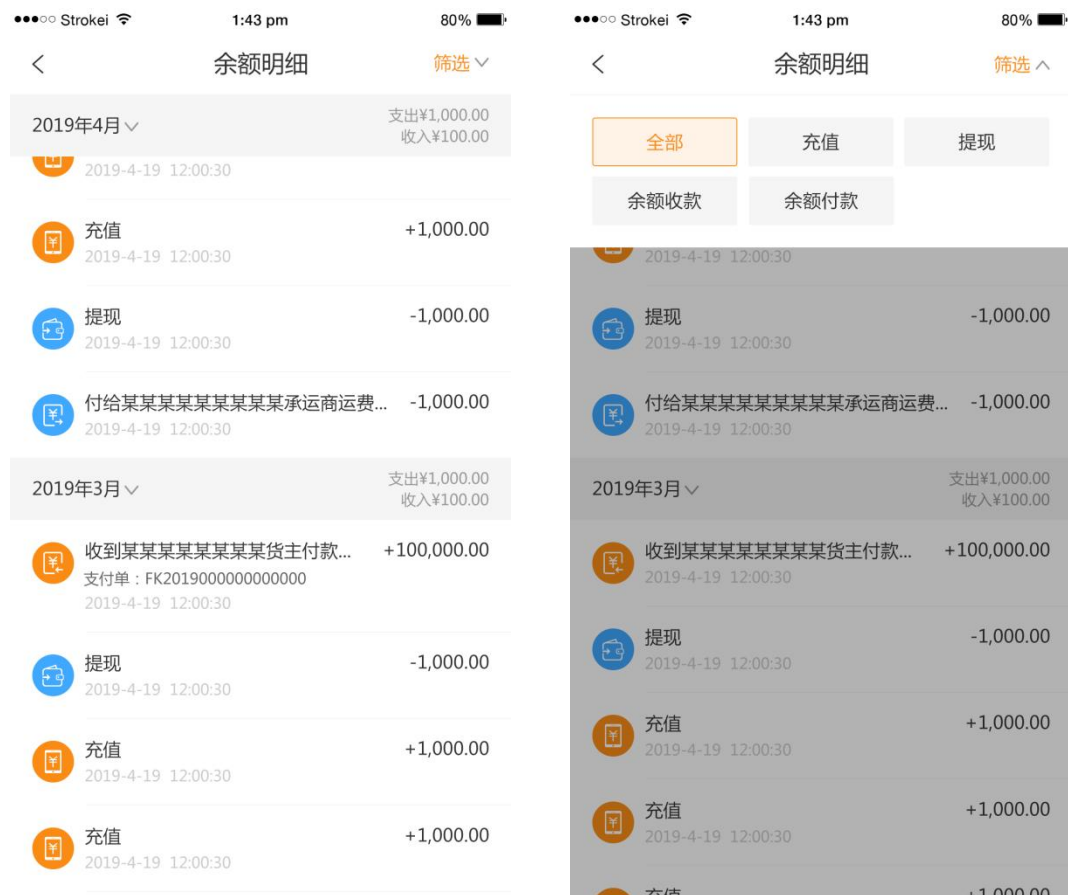 Strokei 1:43 pm 80%
余额明细 筛选
2019年4月 支出¥1,000.00
收入¥100.00
2019-4-19 12:00:30
充值 +1,000.00
2019-4-19 12:00:30
提现 -1,000.00
2019-4-19 12:00:30
付给某某某某某某某某某承运商运费... -1,000.00
2019-4-19 12:00:30
2019年3月 支出¥1,000.00
收入¥100.00
收到某某某某某某某某货主付款... +100,000.00
支付单：FK2019000000000000
2019-4-19 12:00:30
提现 -1,000.00
2019-4-19 12:00:30
充值 +1,000.00
2019-4-19 12:00:30
充值 +1,000.00
2019-4-19 12:00:30
Strokei 1:43 pm 80%
余额明细 筛选
全部 充值 提现
余额收款 余额付款
2019-4-19 12:00:30
提现 -1,000.00
2019-4-19 12:00:30
付给某某某某某某某某某承运商运费... -1,000.00
2019-4-19 12:00:30
2019年3月 支出¥1,000.00
收入¥100.00
收到某某某某某某某某货主付款... +100,000.00
2019-4-19 12:00:30
提现 -1,000.00
2019-4-19 12:00:30
充值 +1,000.00
2019-4-19 12:00:30
充值 +1,000.00
2019-4-19 12:00:30
充值 +1,000.00